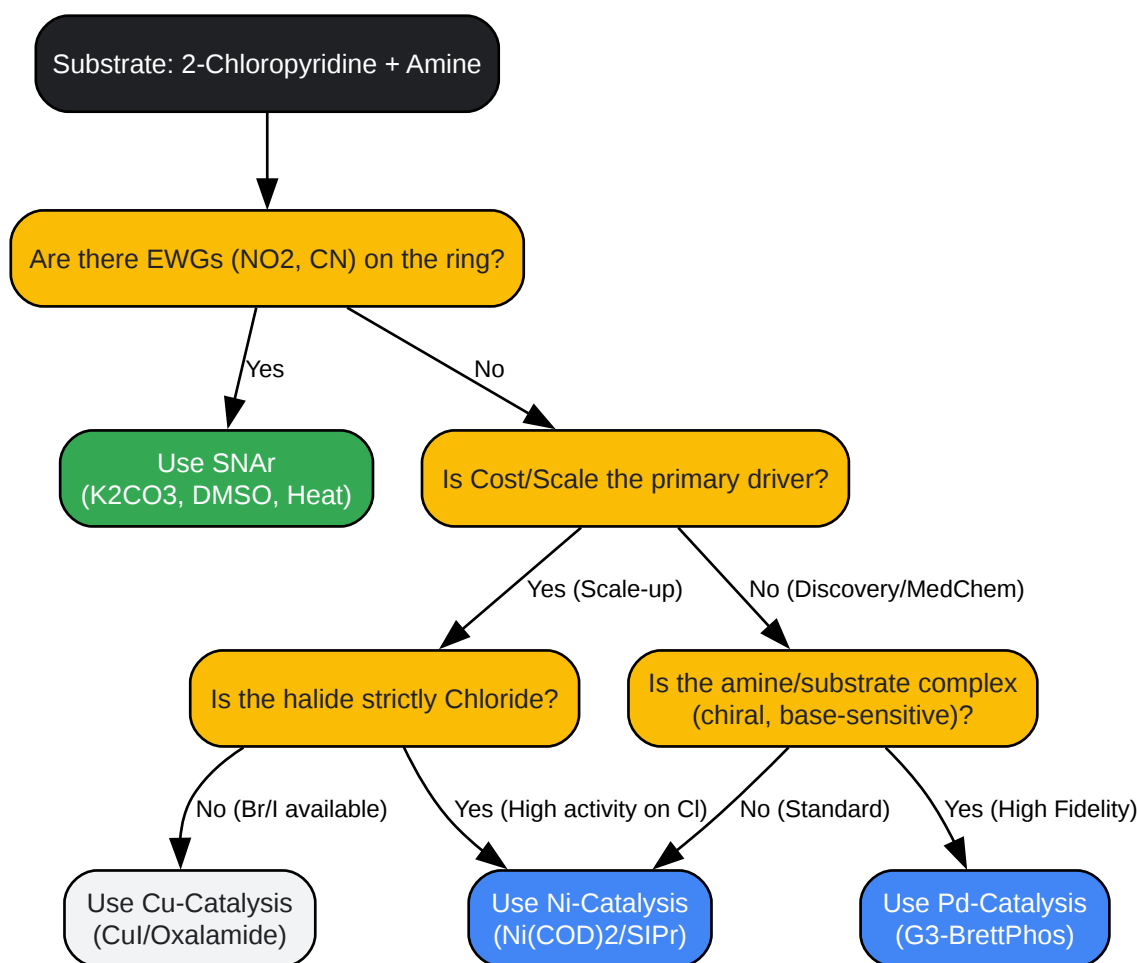 Substrate: 2-Chloropyridine + Amine
Are there EWGs (NO2, CN) on the ring?
Yes
No
Use SNAr
(K2CO3, DMSO, Heat)
Is Cost/Scale the primary driver?
Yes (Scale-up)
No (Discovery/MedChem)
Is the halide strictly Chloride?
Is the amine/substrate complex
(chiral, base-sensitive)?
No (Br/I available)
Yes (High activity on Cl)
No (Standard)
Yes (High Fidelity)
Use Cu-Catalysis
(CuI/Oxalamide)
Use Ni-Catalysis
(Ni(COD)2/SIPr)
Use Pd-Catalysis
(G3-BrettPhos)